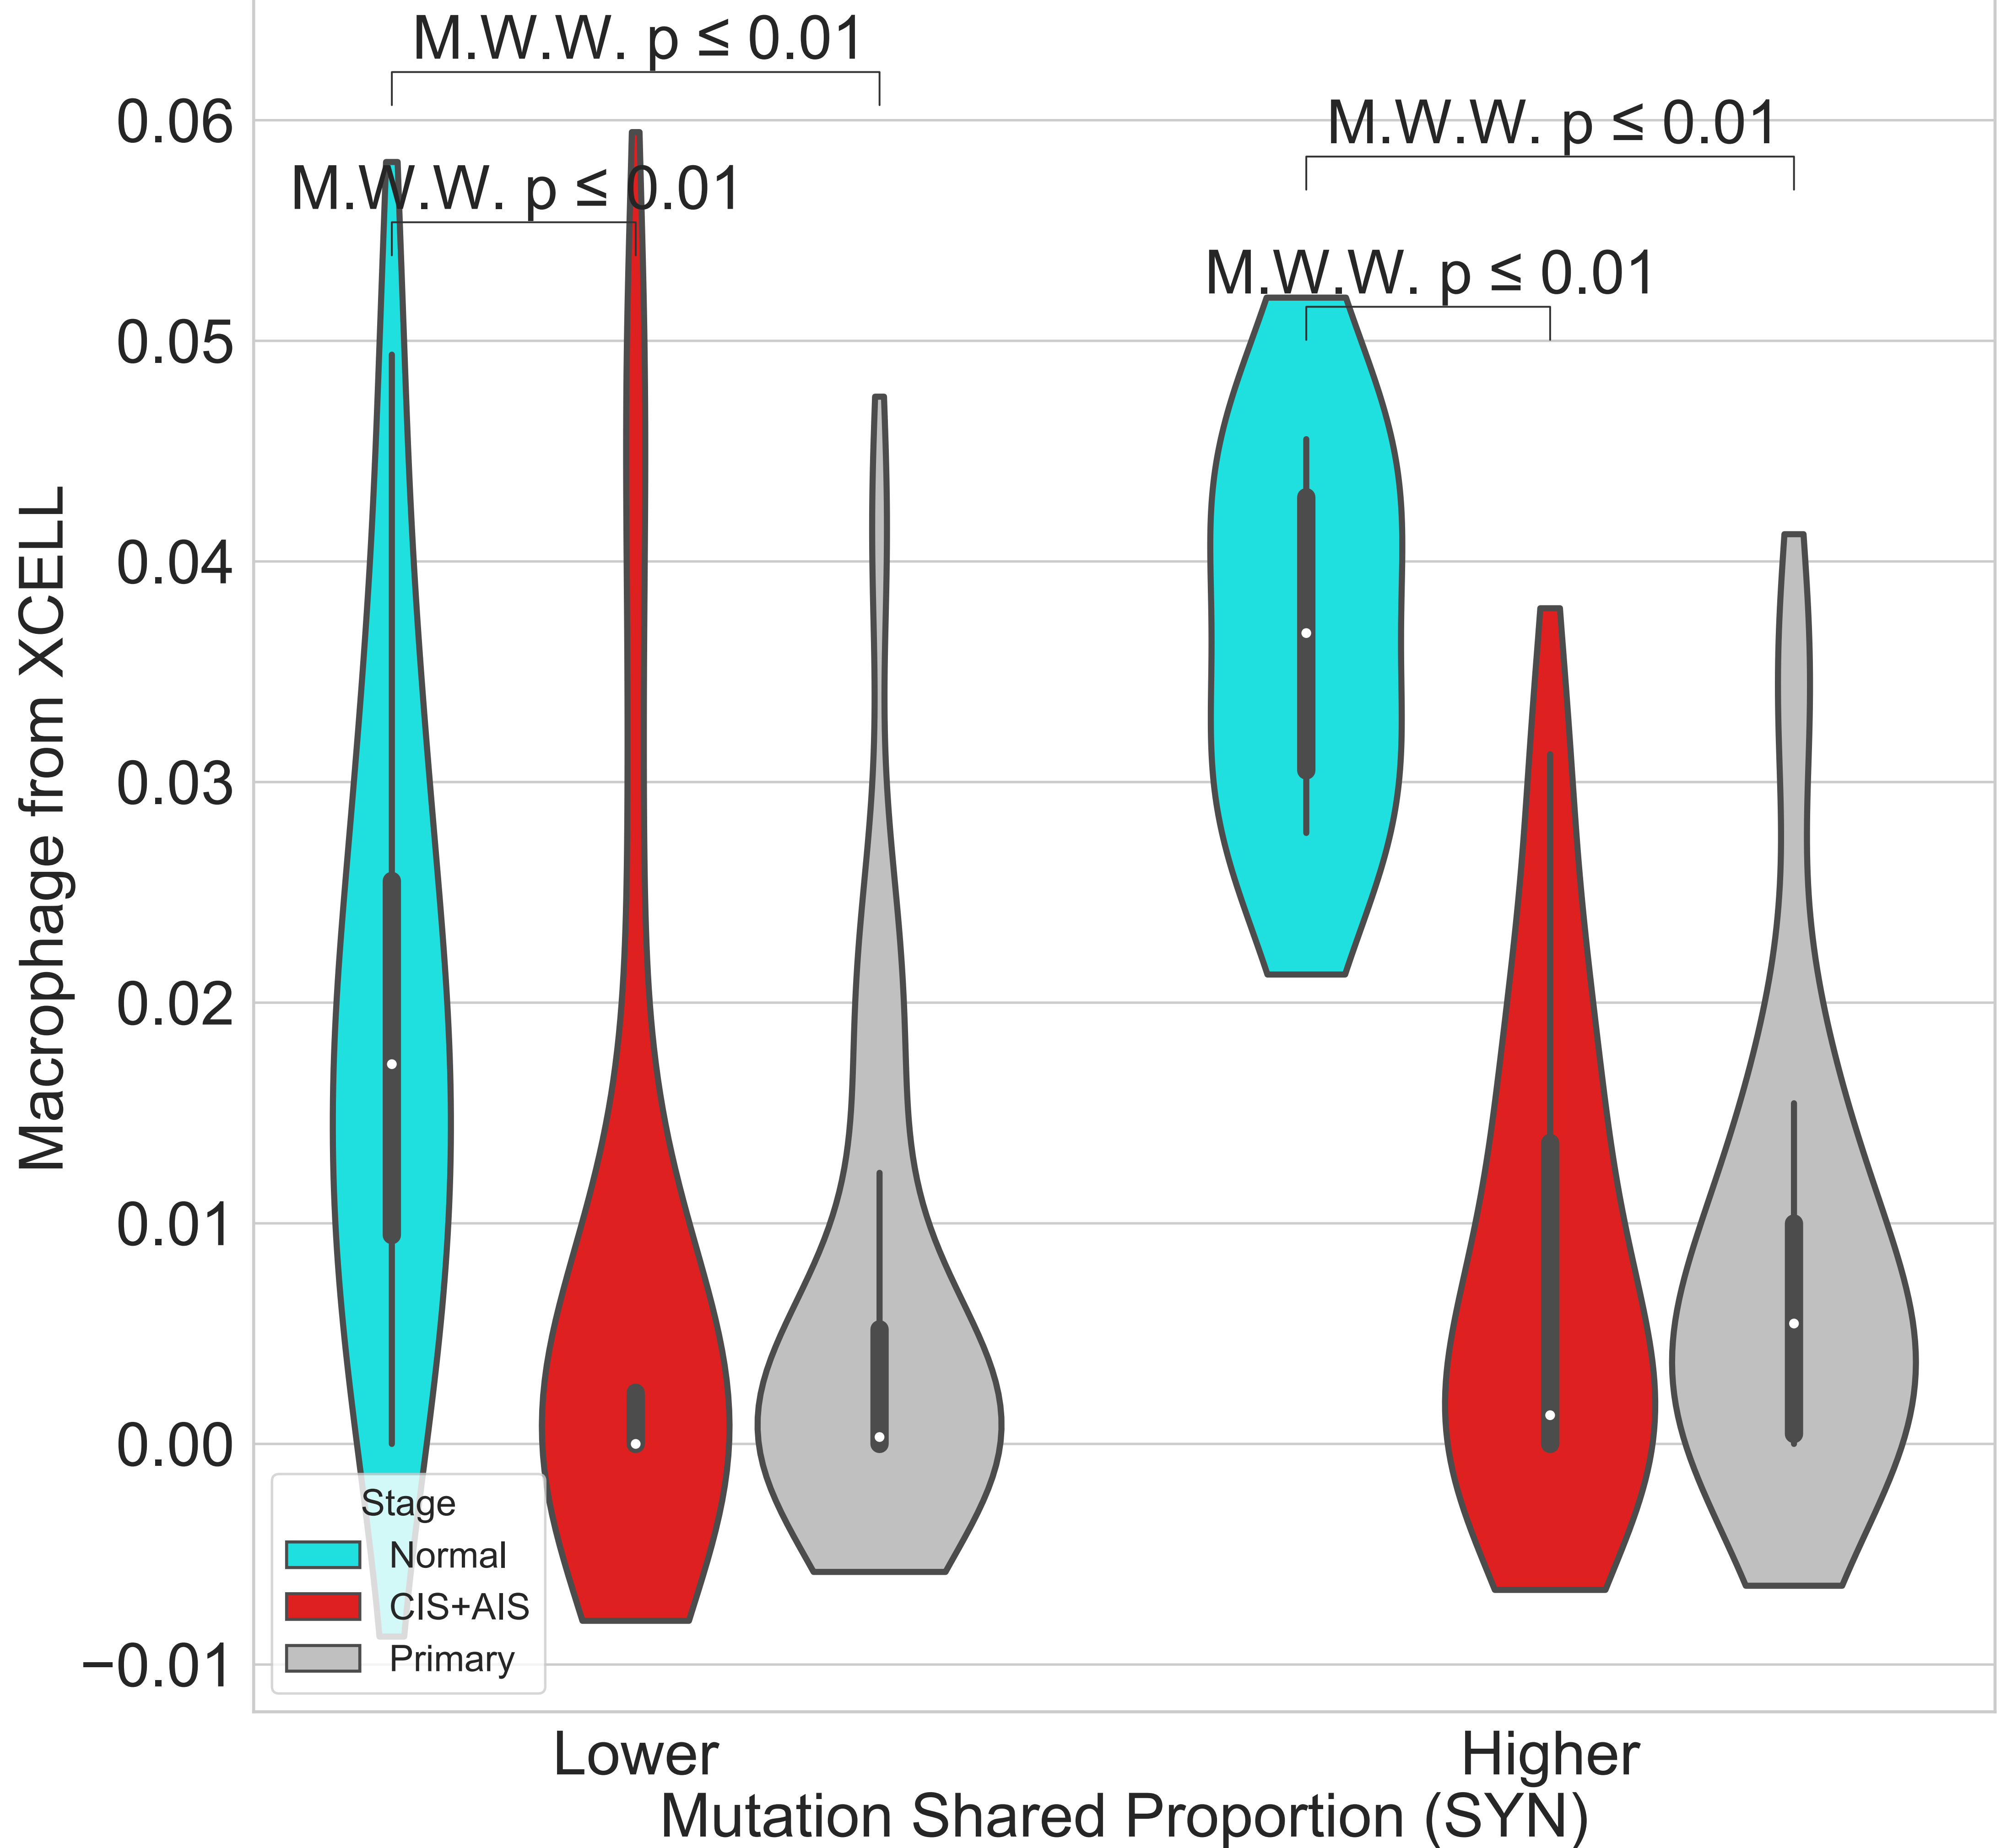 M.W.W. p ≤ 0.01
M.W.W. p ≤ 0.01
M.W.W. p ≤ 0.01
M.W.W. p ≤ 0.01
0.06
0.05
0.04
0.03
0.02
0.01
0.00
−0.01
Macrophage from XCELL
Stage
Normal
CIS+AIS
Primary
Lower
Higher
Mutation Shared Proportion (SYN)